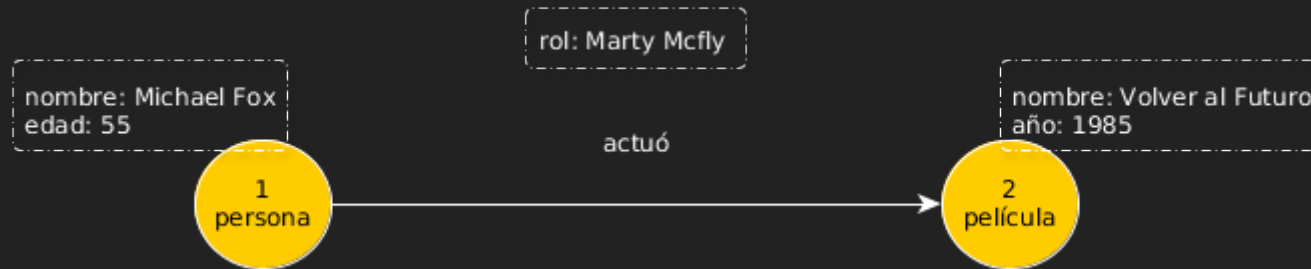 rol: Marty Mcfly
nombre: Michael Fox
edad: 55
nombre: Volver al Futuro
año: 1985
actuó
1
persona
2
película